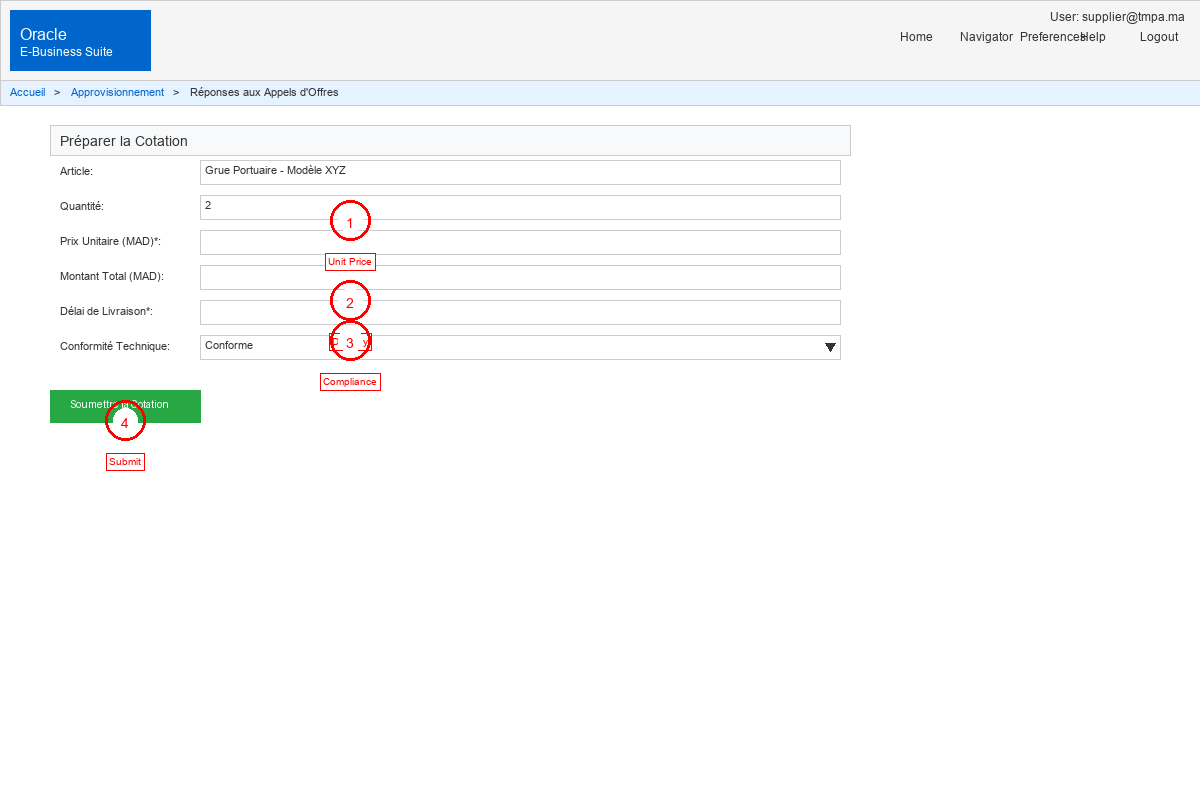 Oracle
E-Business Suite
User: supplier@tmpa.ma
Home Navigator Preferences Help Logout
Accueil > Approvisionnement > Réponses aux Appels d'Offres
Préparer la Cotation
Article: Grue Portuaire - Modèle XYZ
Quantité: 2
1
Prix Unitaire (MAD)*:
Unit Price
Montant Total (MAD):
2
Délai de Livraison*:
3
Conformité Technique: Conforme
Compliance
Soumettre la Cotation
4
Submit